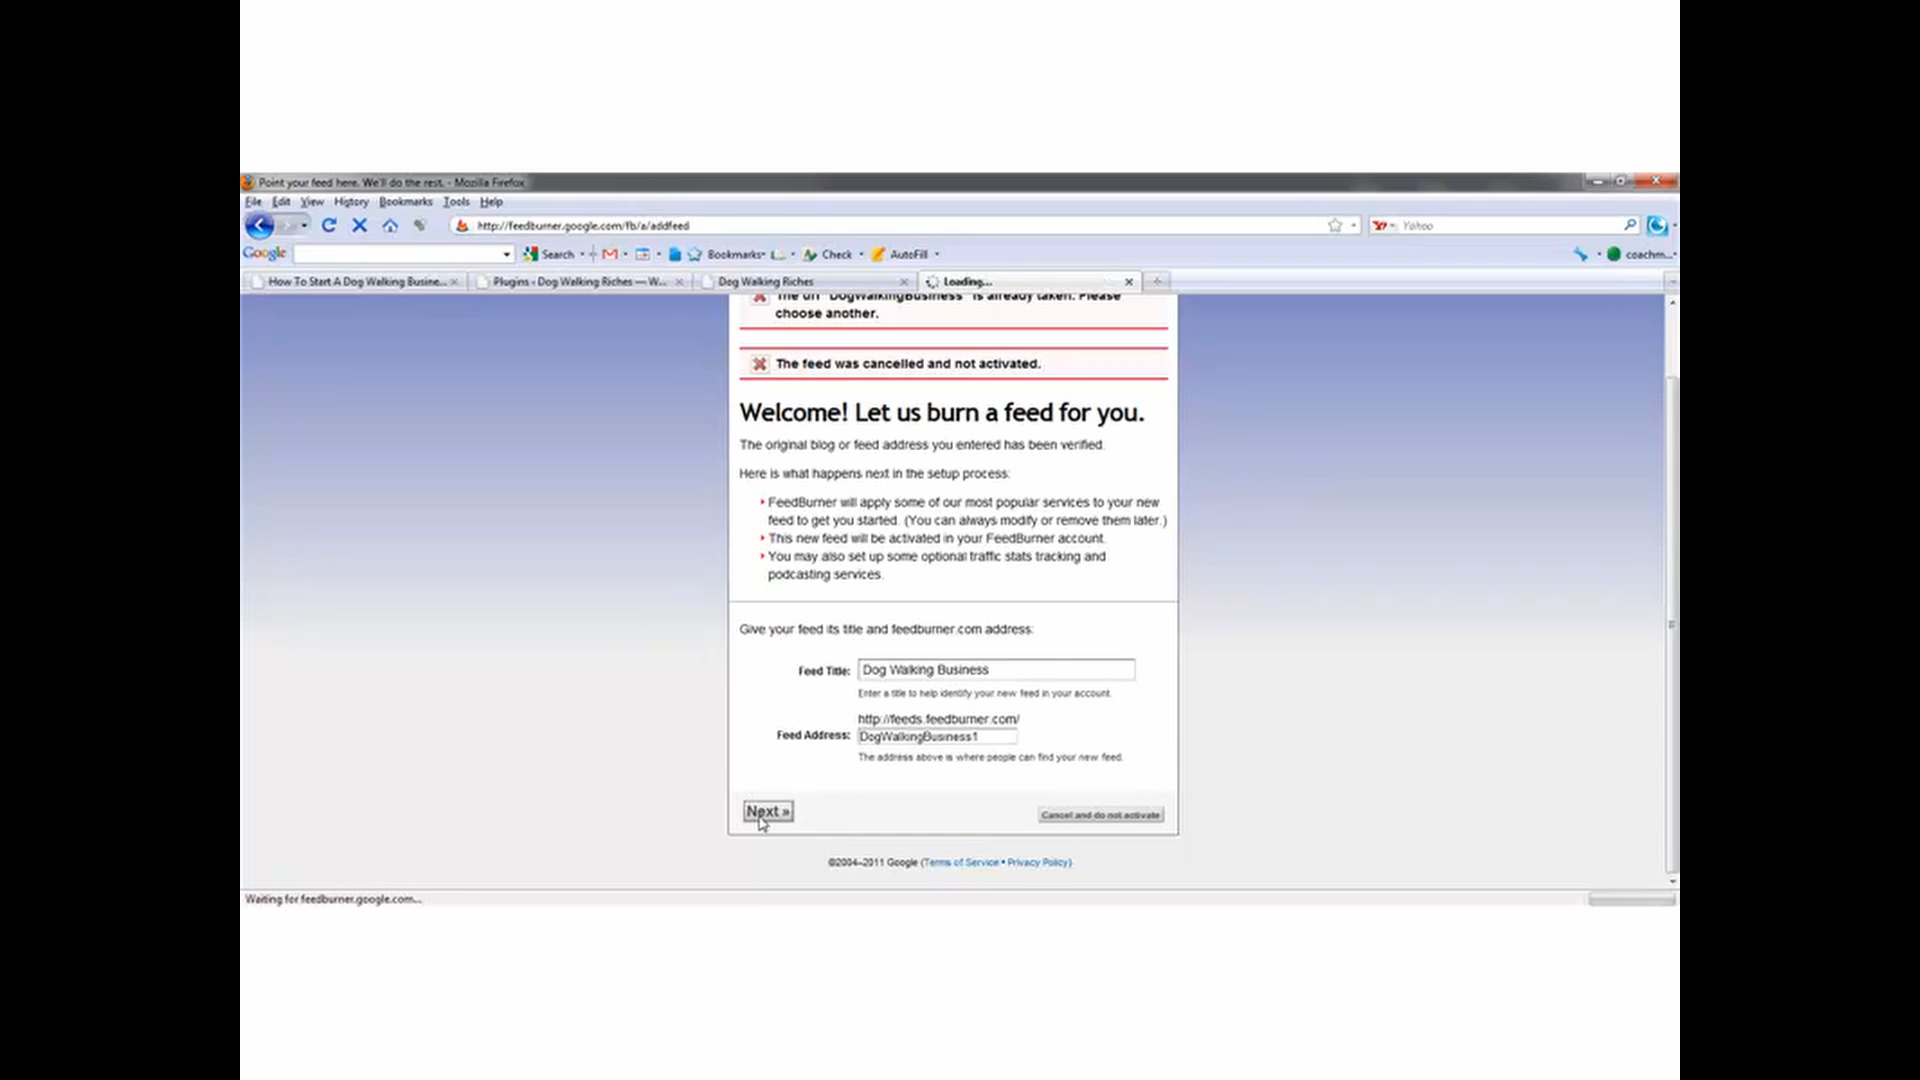 Point your feed here. We'll do the rest. - Mozilla Firefox
File Edit View History Bookmarks Tools Help
http://feedburner.google.com/fb/a/addfeed
Yahoo
Google Search Bookmarks Check AutoFill coachm...
How To Start A Dog Walking Busine... Plugins ‹ Dog Walking Riches — W... Dog Walking Riches Loading...
The url "DogWalkingBusiness" is already taken. Please
choose another.
The feed was cancelled and not activated.
Welcome! Let us burn a feed for you.
The original blog or feed address you entered has been verified.
Here is what happens next in the setup process:
FeedBurner will apply some of our most popular services to your new
feed to get you started. (You can always modify or remove them later.)
This new feed will be activated in your FeedBurner account.
You may also set up some optional traffic stats tracking and
podcasting services.
Give your feed its title and feedburner.com address:
Feed Title: Dog Walking Business
Enter a title to help identify your new feed in your account.
http://feeds.feedburner.com/
Feed Address: DogWalkingBusiness1
The address above is where people can find your new feed.
Next »
Cancel and do not activate
©2004–2011 Google (Terms of Service • Privacy Policy)
Waiting for feedburner.google.com...